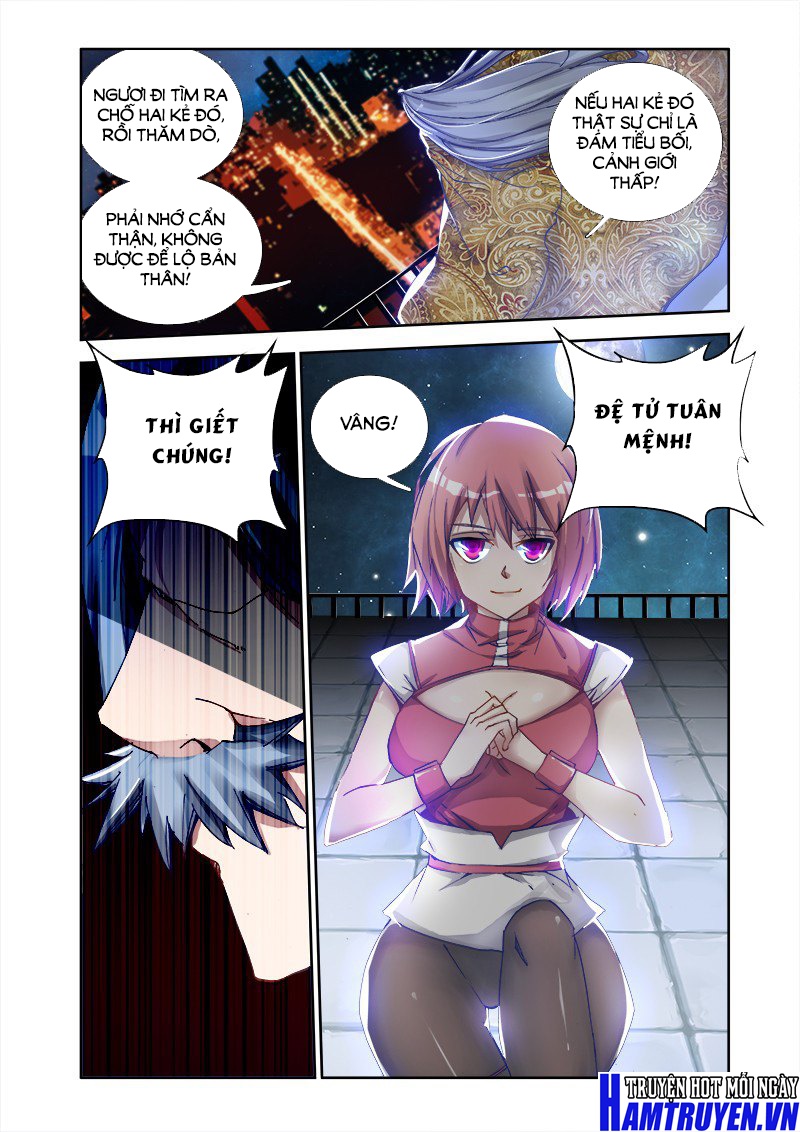 NGƯƠI ĐI TÌM RA
CHỖ HAI KẺ ĐÓ,
RỒI THĂM DÒ,
PHẢI NHỚ CẨN
THẬN, KHÔNG
ĐƯỢC ĐỂ LỘ BẢN
THÂN!
NẾU HAI KẺ ĐÓ
THẬT SỰ CHỈ LÀ
ĐÁM TIỂU BỐI,
CẢNH GIỚI
THẤP!
THÌ GIẾT
CHÚNG!
VÂNG!
ĐỆ TỬ TUÂN
MỆNH!
TRUYỆN HOT MỖI NGÀY
HAMTRUYEN.VN